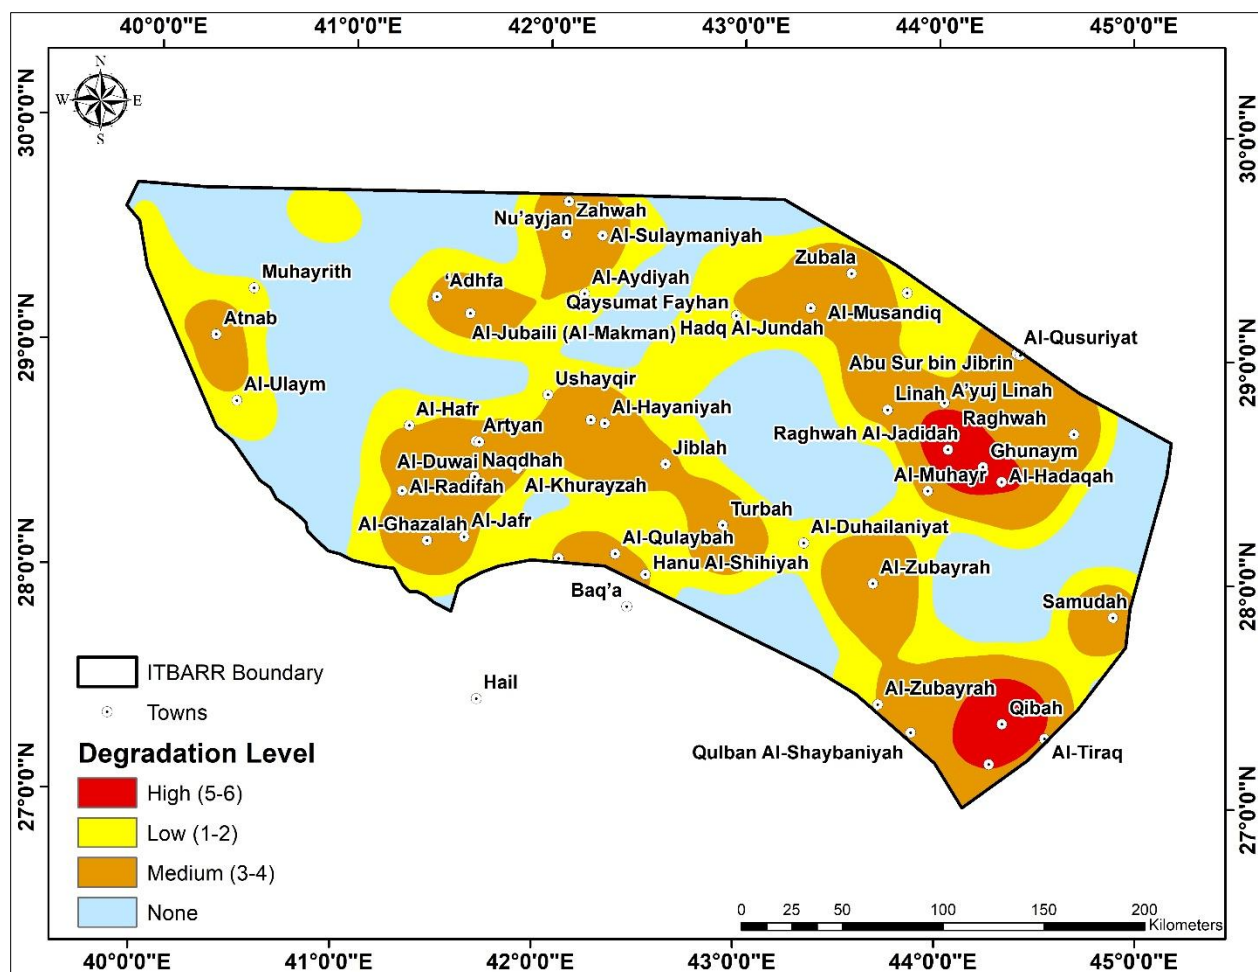 40°0'0"E 41°0'0"E 42°0'0"E 43°0'0"E 44°0'0"E 45°0'0"E
N
W E
S
30°0'0"N
30°0'0"N
Zahwah
Nu'ayjan
Al-Sulaymaniyah
Zubala
Muhayrith
'Adhfa
Al-Aydiyah
Qaysumat Fayhan
Atnab
Al-Musandiq
Al-Jubaili (Al-Makman)
Hadq Al-Jundah
Al-Qusuriyat
29°0'0"N
29°0'0"N
Abu Sur bin Jibrin
Ushayqir
Al-Ulaym
Linah
A'yuj Linah
Al-Hafr
Al-Hayaniyah
Raghwah
Artyan
Raghwah Al-Jadidah
Jiblah
Ghunaym
Al-Duwai
Naqdhah
Al-Muhayr
Al-Hadaqah
Al-Radifah
Al-Khurayzah
Turbah
Al-Ghazalah
Al-Jafr
Al-Duhailaniyat
Al-Qulaybah
28°0'0"N
28°0'0"N
Hanu Al-Shihiyah
Al-Zubayrah
Baq'a
Samudah
Hail
Al-Zubayrah
Qibah
Qulban Al-Shaybaniyah
Al-Tiraq
27°0'0"N
27°0'0"N
ITBARR Boundary
Towns
Degradation Level
High (5-6)
Low (1-2)
Medium (3-4)
None
0 25 50 100 150 200
Kilometers
40°0'0"E 41°0'0"E 42°0'0"E 43°0'0"E 44°0'0"E 45°0'0"E